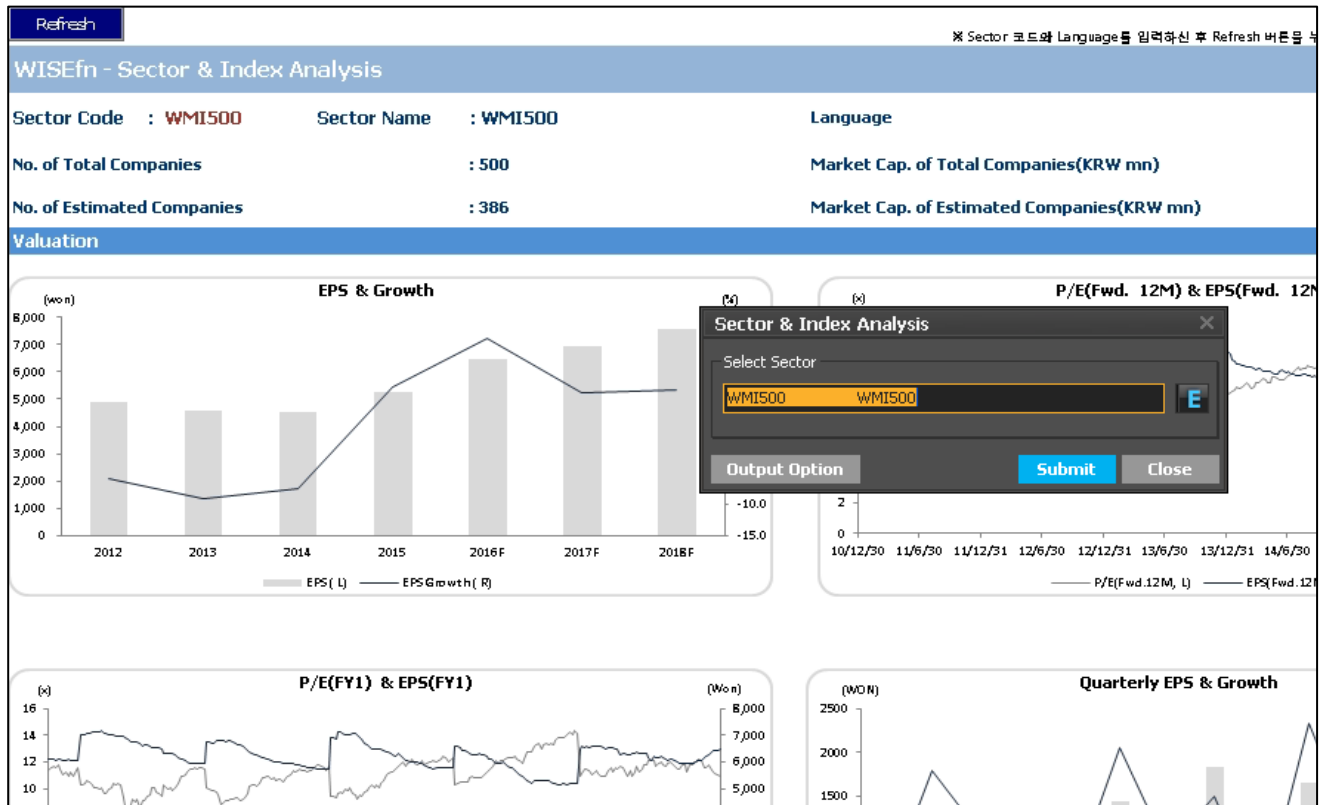 Refresh
※ Sector 코드와 Language를 입력하신 후 Refresh 버튼을
WISEfn - Sector & Index Analysis
Sector Code : WMI500 Sector Name : WMI500 Language
No. of Total Companies : 500 Market Cap. of Total Companies(KRW mn)
No. of Estimated Companies : 386 Market Cap. of Estimated Companies(KRW mn)
Valuation
EPS & Growth
(won)
(%)
8,000
7,000
6,000
5,000
4,000
3,000
2,000
1,000
0
-10.0
-15.0
2012 2013 2014 2015 2016F 2017F 2018F
EPS( L) EPS Growth( R)
P/E(Fwd. 12M) & EPS(Fwd. 12M
(x)
2
0
10/12/30 11/6/30 11/12/31 12/6/30 12/12/31 13/6/30 13/12/31 14/6/30
P/E(Fwd.12M, L) EPS(Fwd.12M
Sector & Index Analysis
Select Sector
WMI500 WMI500
E
Output Option Submit Close
P/E(FY1) & EPS(FY1)
(x)
(Won)
16
14
12
10
8,000
7,000
6,000
5,000
Quarterly EPS & Growth
(WON)
2500
2000
1500